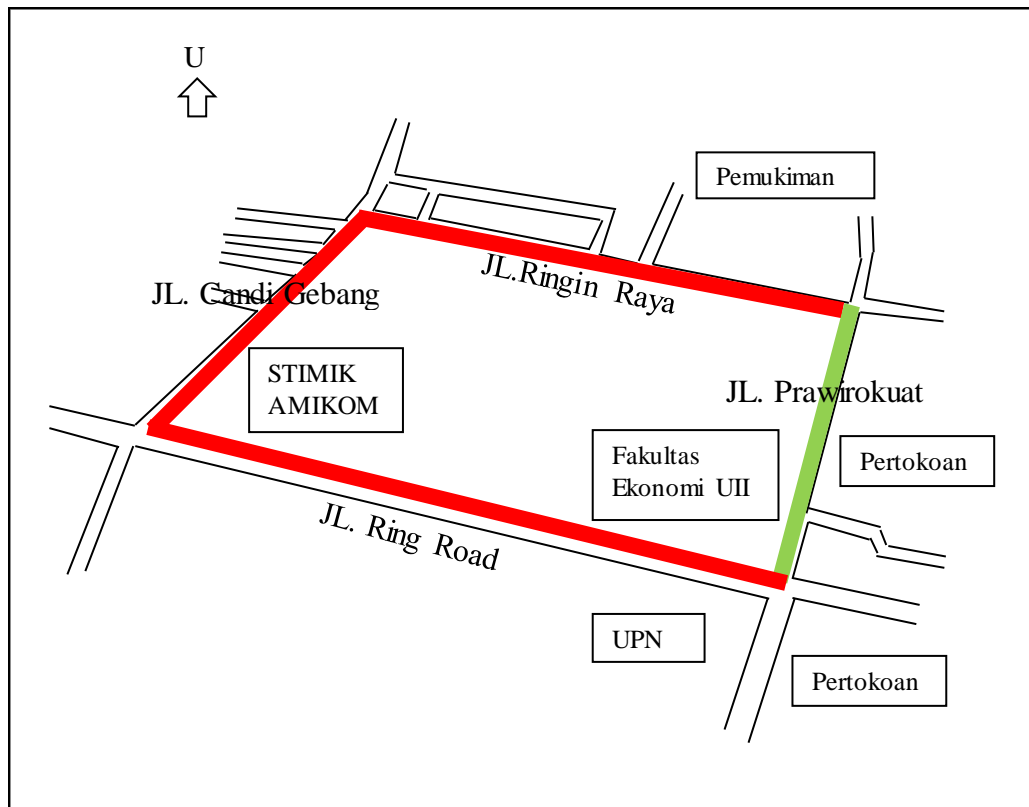 U
Pemukiman
JL.Ringin Raya
JL. Candi Gebang
STIMIK
AMIKOM
JL. Prawirokuat
Fakultas
Ekonomi UII
Pertokoan
JL. Ring Road
UPN
Pertokoan